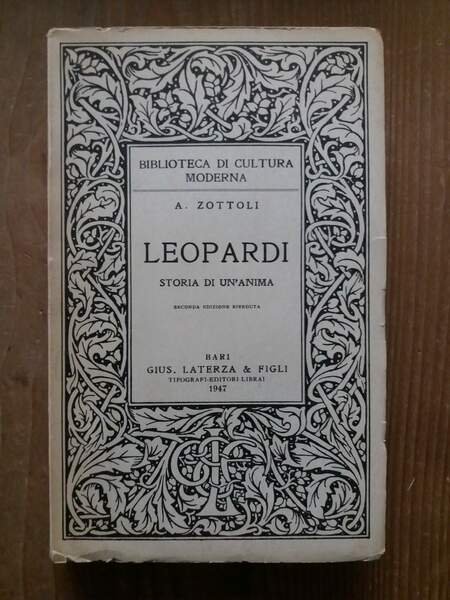 BIBLIOTECA DI CULTURA
MODERNA
A. ZOTTOLI
LEOPARDI
STORIA DI UN'ANIMA
SECONDA EDIZIONE RIVEDUTA
BARI
GIUS. LATERZA & FIGLI
TIPOGRAFI-EDITORI-LIBRAI
1947